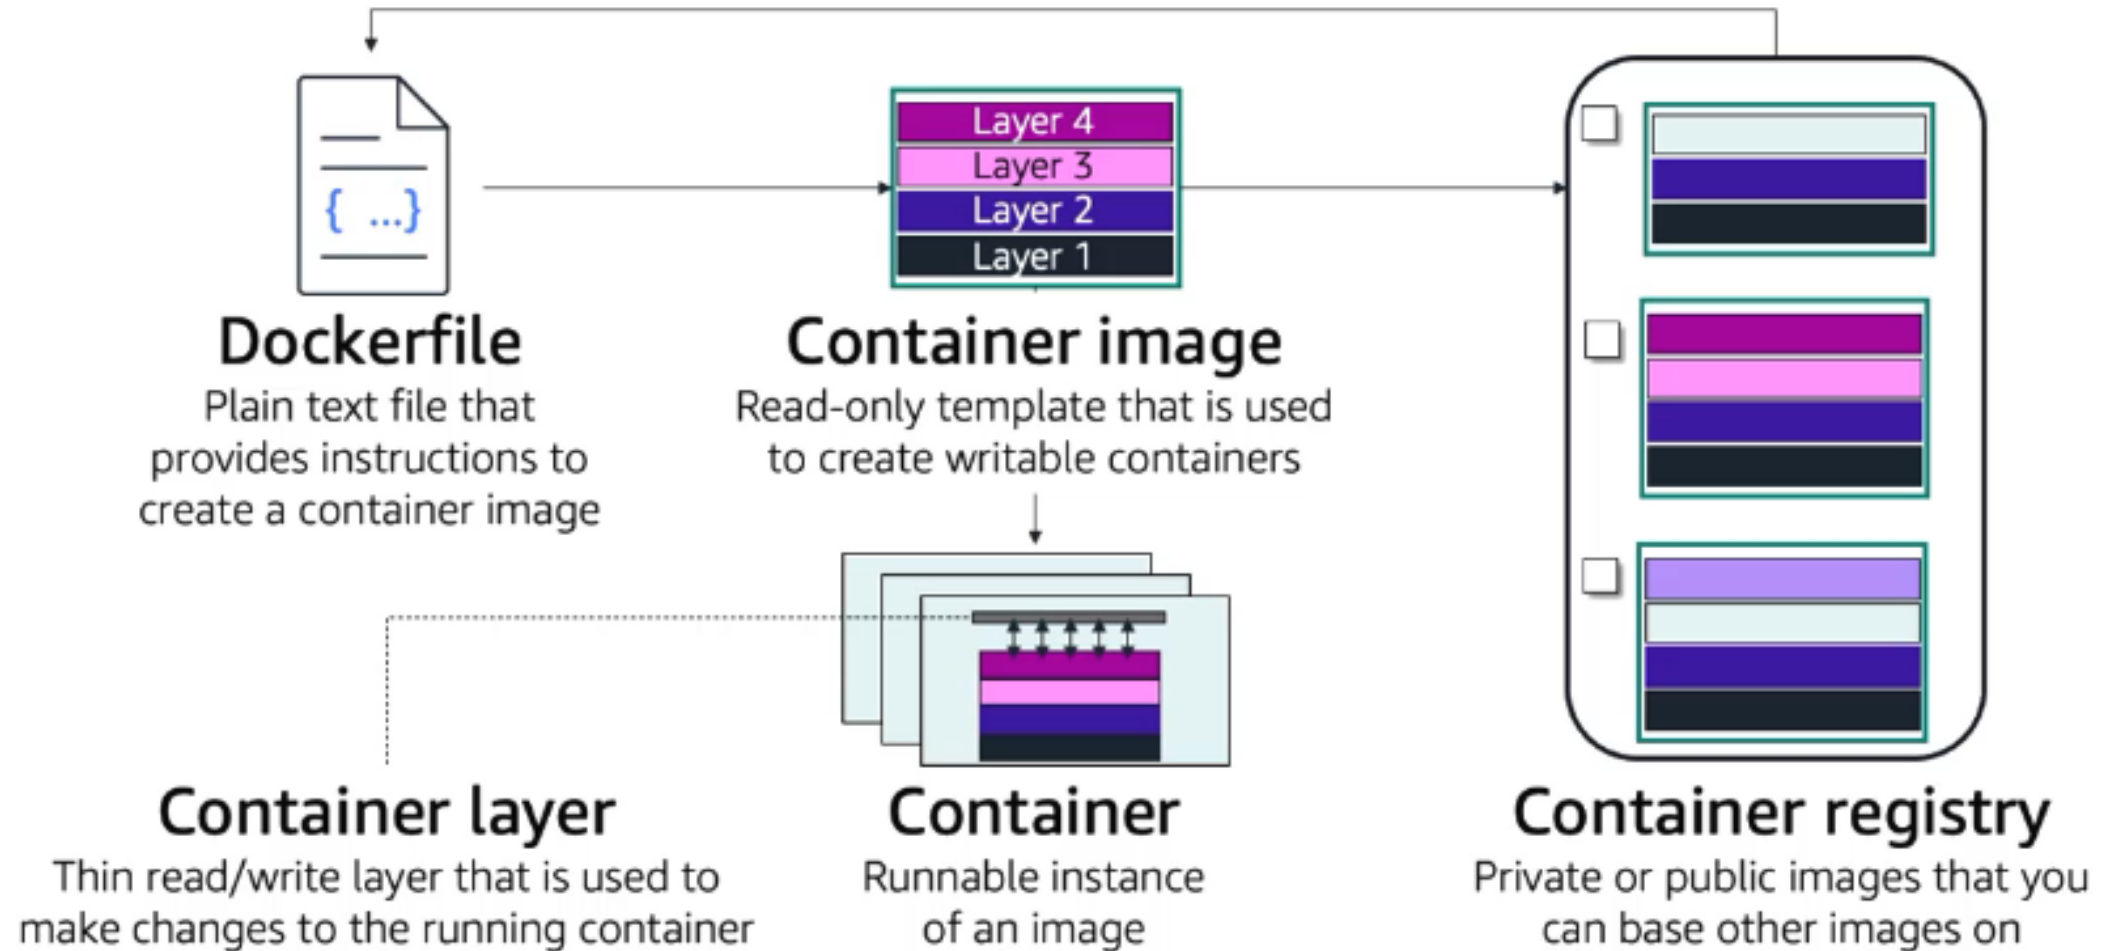 { ...}
Layer 4
Layer 3
Layer 2
Layer 1
Dockerfile
Plain text file that
provides instructions to
create a container image
Container image
Read-only template that is used
to create writable containers
Container layer
Thin read/write layer that is used to
make changes to the running container
Container
Runnable instance
of an image
Container registry
Private or public images that you
can base other images on